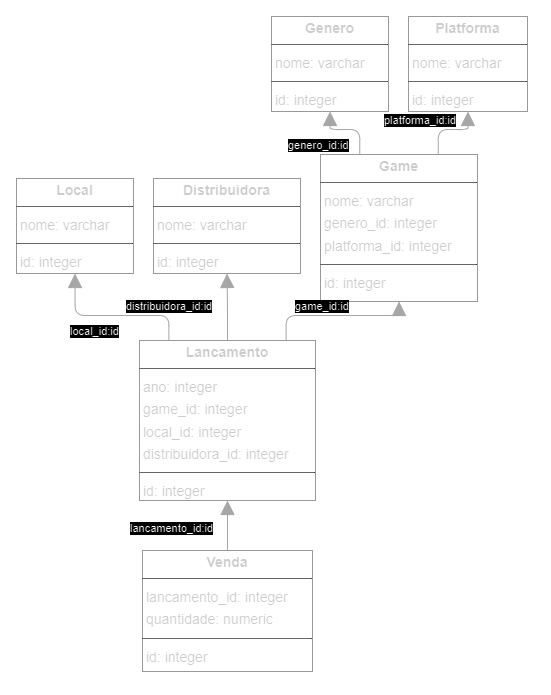 Genero
nome: varchar
id: integer
Platforma
nome: varchar
id: integer
genero_id:id
platforma_id:id
Game
nome: varchar
genero_id: integer
platforma_id: integer
id: integer
Local
nome: varchar
id: integer
Distribuidora
nome: varchar
id: integer
distribuidora_id:id
game_id:id
local_id:id
Lancamento
ano: integer
game_id: integer
local_id: integer
distribuidora_id: integer
id: integer
lancamento_id:id
Venda
lancamento_id: integer
quantidade: numeric
id: integer